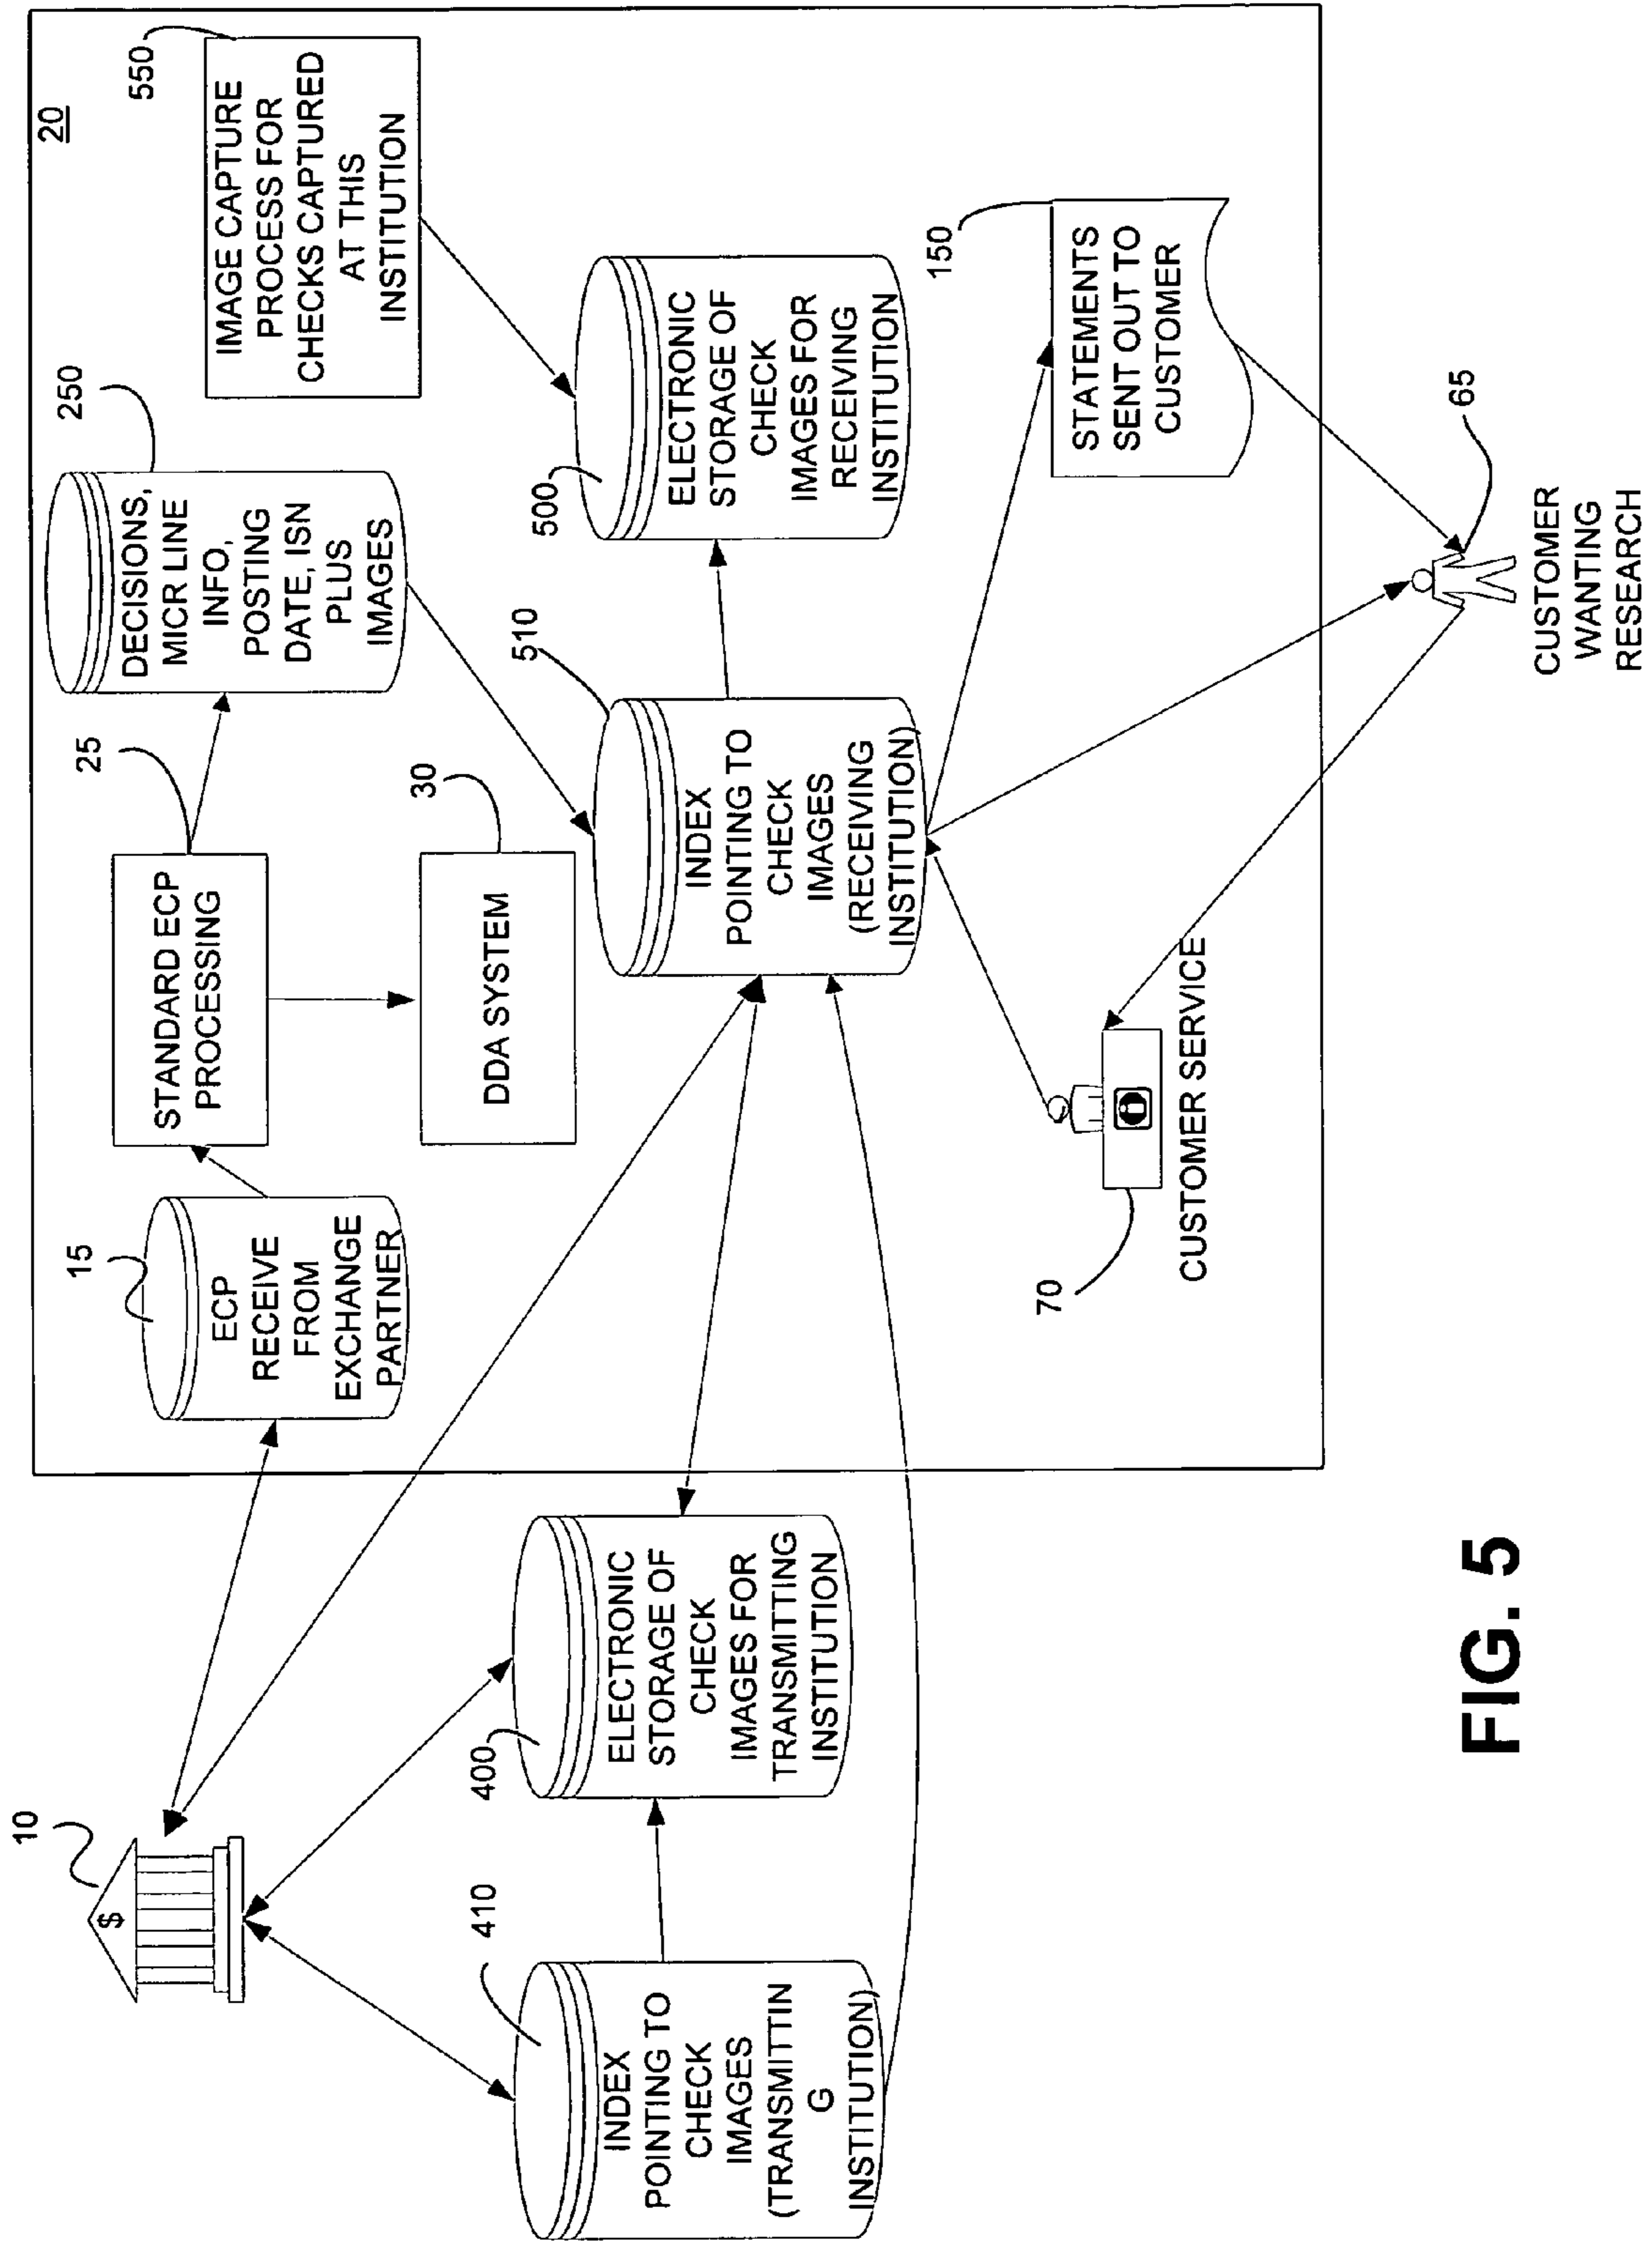 20
550
IMAGE CAPTURE
PROCESS FOR
CHECKS CAPTURED
AT THIS
INSTITUTION
250
DECISIONS,
MICR LINE
INFO,
POSTING
DATE, ISN
PLUS
IMAGES
25
STANDARD ECP
PROCESSING
15
ECP
RECEIVE
FROM
EXCHANGE
PARTNER
10
$
30
DDA SYSTEM
500
ELECTRONIC
STORAGE OF
CHECK
IMAGES FOR
RECEIVING
INSTITUTION
510
INDEX
POINTING TO
CHECK
IMAGES
(RECEIVING
INSTITUTION)
400
ELECTRONIC
STORAGE OF
CHECK
IMAGES FOR
TRANSMITTING
INSTITUTION
410
INDEX
POINTING TO
CHECK
IMAGES
(TRANSMITTIN
G
INSTITUTION)
150
STATEMENTS
SENT OUT TO
CUSTOMER
70
CUSTOMER SERVICE
65
CUSTOMER
WANTING
RESEARCH
FIG. 5